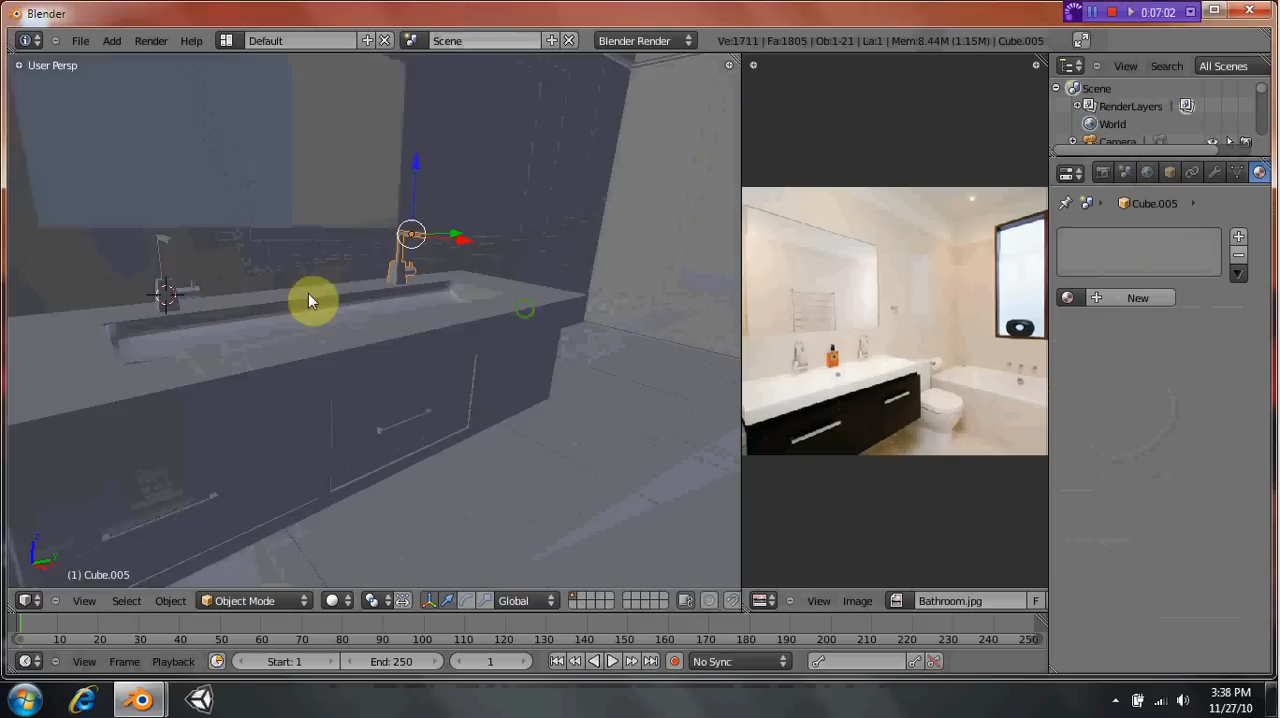 Blender
0:07:02
File Add Render Help Default Scene Blender Render Ve:1711 | Fa:1805 | Ob:1-21 | La:1 | Mem:8.44M (1.15M) | Cube.005
User Persp
View Search All Scenes
Scene
RenderLayers |
World
Camera
Cube.005
New
(1) Cube.005
View Select Object Object Mode Global View Image Bathroom.jpg F
10 20 30 40 50 60 70 80 90 100 110 120 130 140 150 160 170 180 190 200 210 220 230 240 250
View Frame Playback Start: 1 End: 250 1 No Sync
3:38 PM
11/27/10